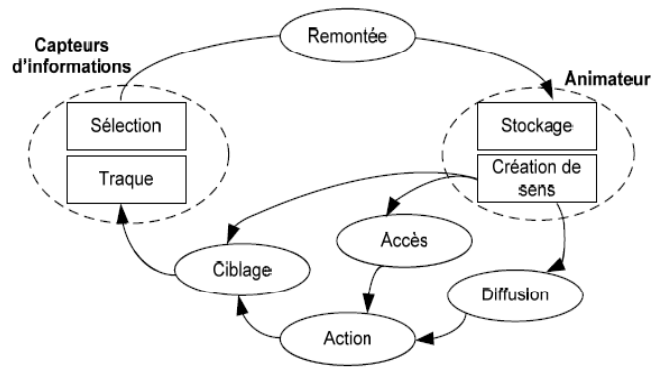 Remontée
Capteurs
d'informations
Animateur
Sélection
Stockage
Traque
Création de
sens
Accès
Ciblage
Diffusion
Action